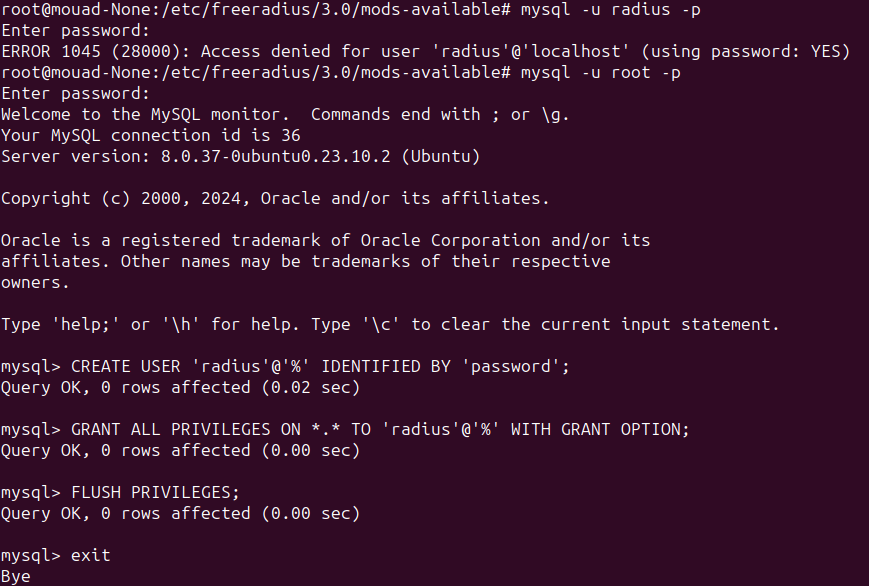 root@mouad-None:/etc/freeradius/3.0/mods-available# mysql -u radius -p
Enter password:
ERROR 1045 (28000): Access denied for user 'radius'@'localhost' (using password: YES)
root@mouad-None:/etc/freeradius/3.0/mods-available# mysql -u root -p
Enter password:
Welcome to the MySQL monitor.  Commands end with ; or \g.
Your MySQL connection id is 36
Server version: 8.0.37-0ubuntu0.23.10.2 (Ubuntu)

Copyright (c) 2000, 2024, Oracle and/or its affiliates.

Oracle is a registered trademark of Oracle Corporation and/or its
affiliates. Other names may be trademarks of their respective
owners.

Type 'help;' or '\h' for help. Type '\c' to clear the current input statement.

mysql> CREATE USER 'radius'@'%' IDENTIFIED BY 'password';
Query OK, 0 rows affected (0.02 sec)

mysql> GRANT ALL PRIVILEGES ON *.* TO 'radius'@'%' WITH GRANT OPTION;
Query OK, 0 rows affected (0.00 sec)

mysql> FLUSH PRIVILEGES;
Query OK, 0 rows affected (0.00 sec)

mysql> exit
Bye